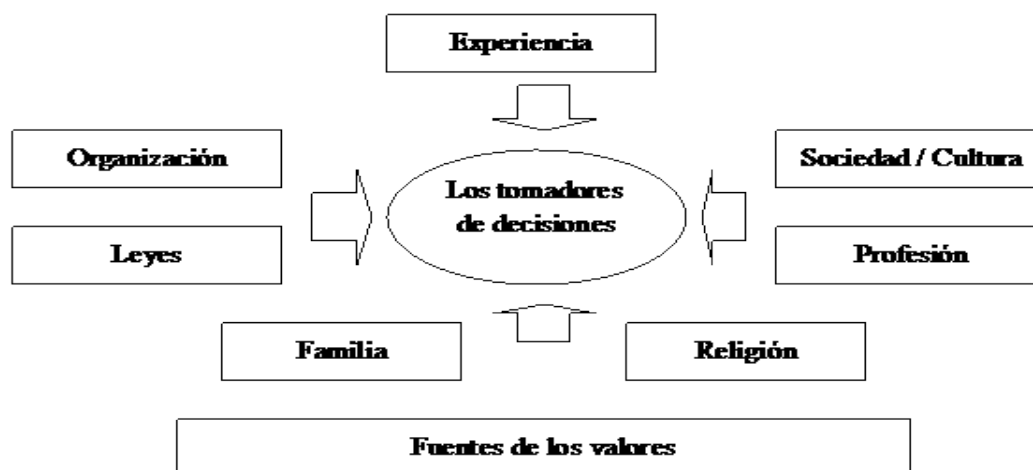 Experiencia
Organización
Sociedad / Cultura
Los tomadores
de decisiones
Leyes
Profesión
Familia
Religión
Fuentes de los valores